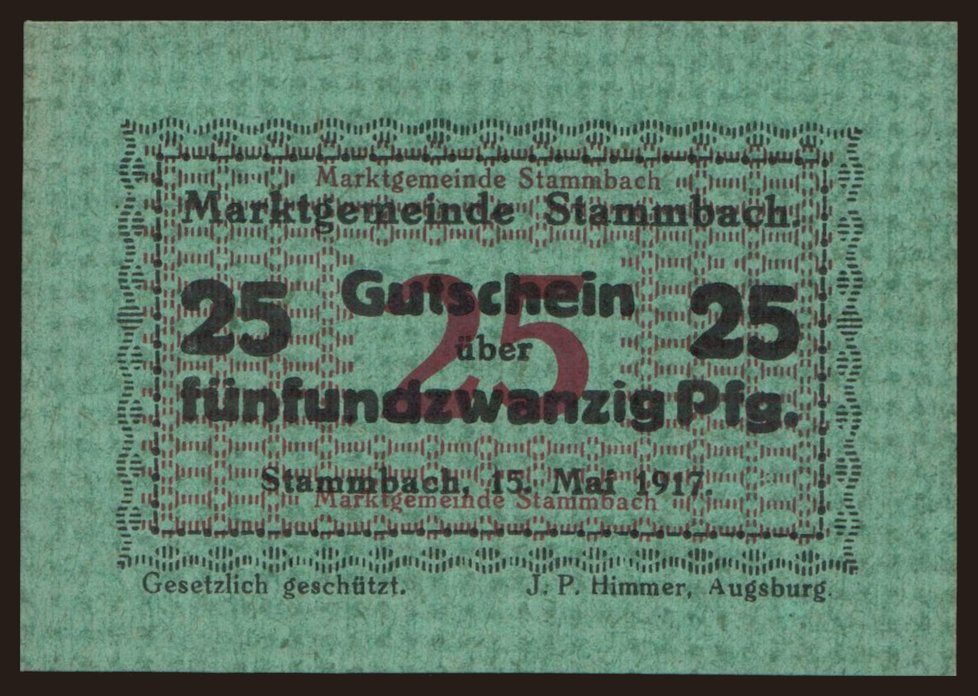 Marktgemeinde Stammbach
Marktgemeinde Stammbach.
25 Gutschein 25
25
über
fünfundzwanzig Pfg.
Stammbach, 15. Mai 1917.
Marktgemeinde Stammbach
Gesetzlich geschützt. J. P. Himmer, Augsburg.